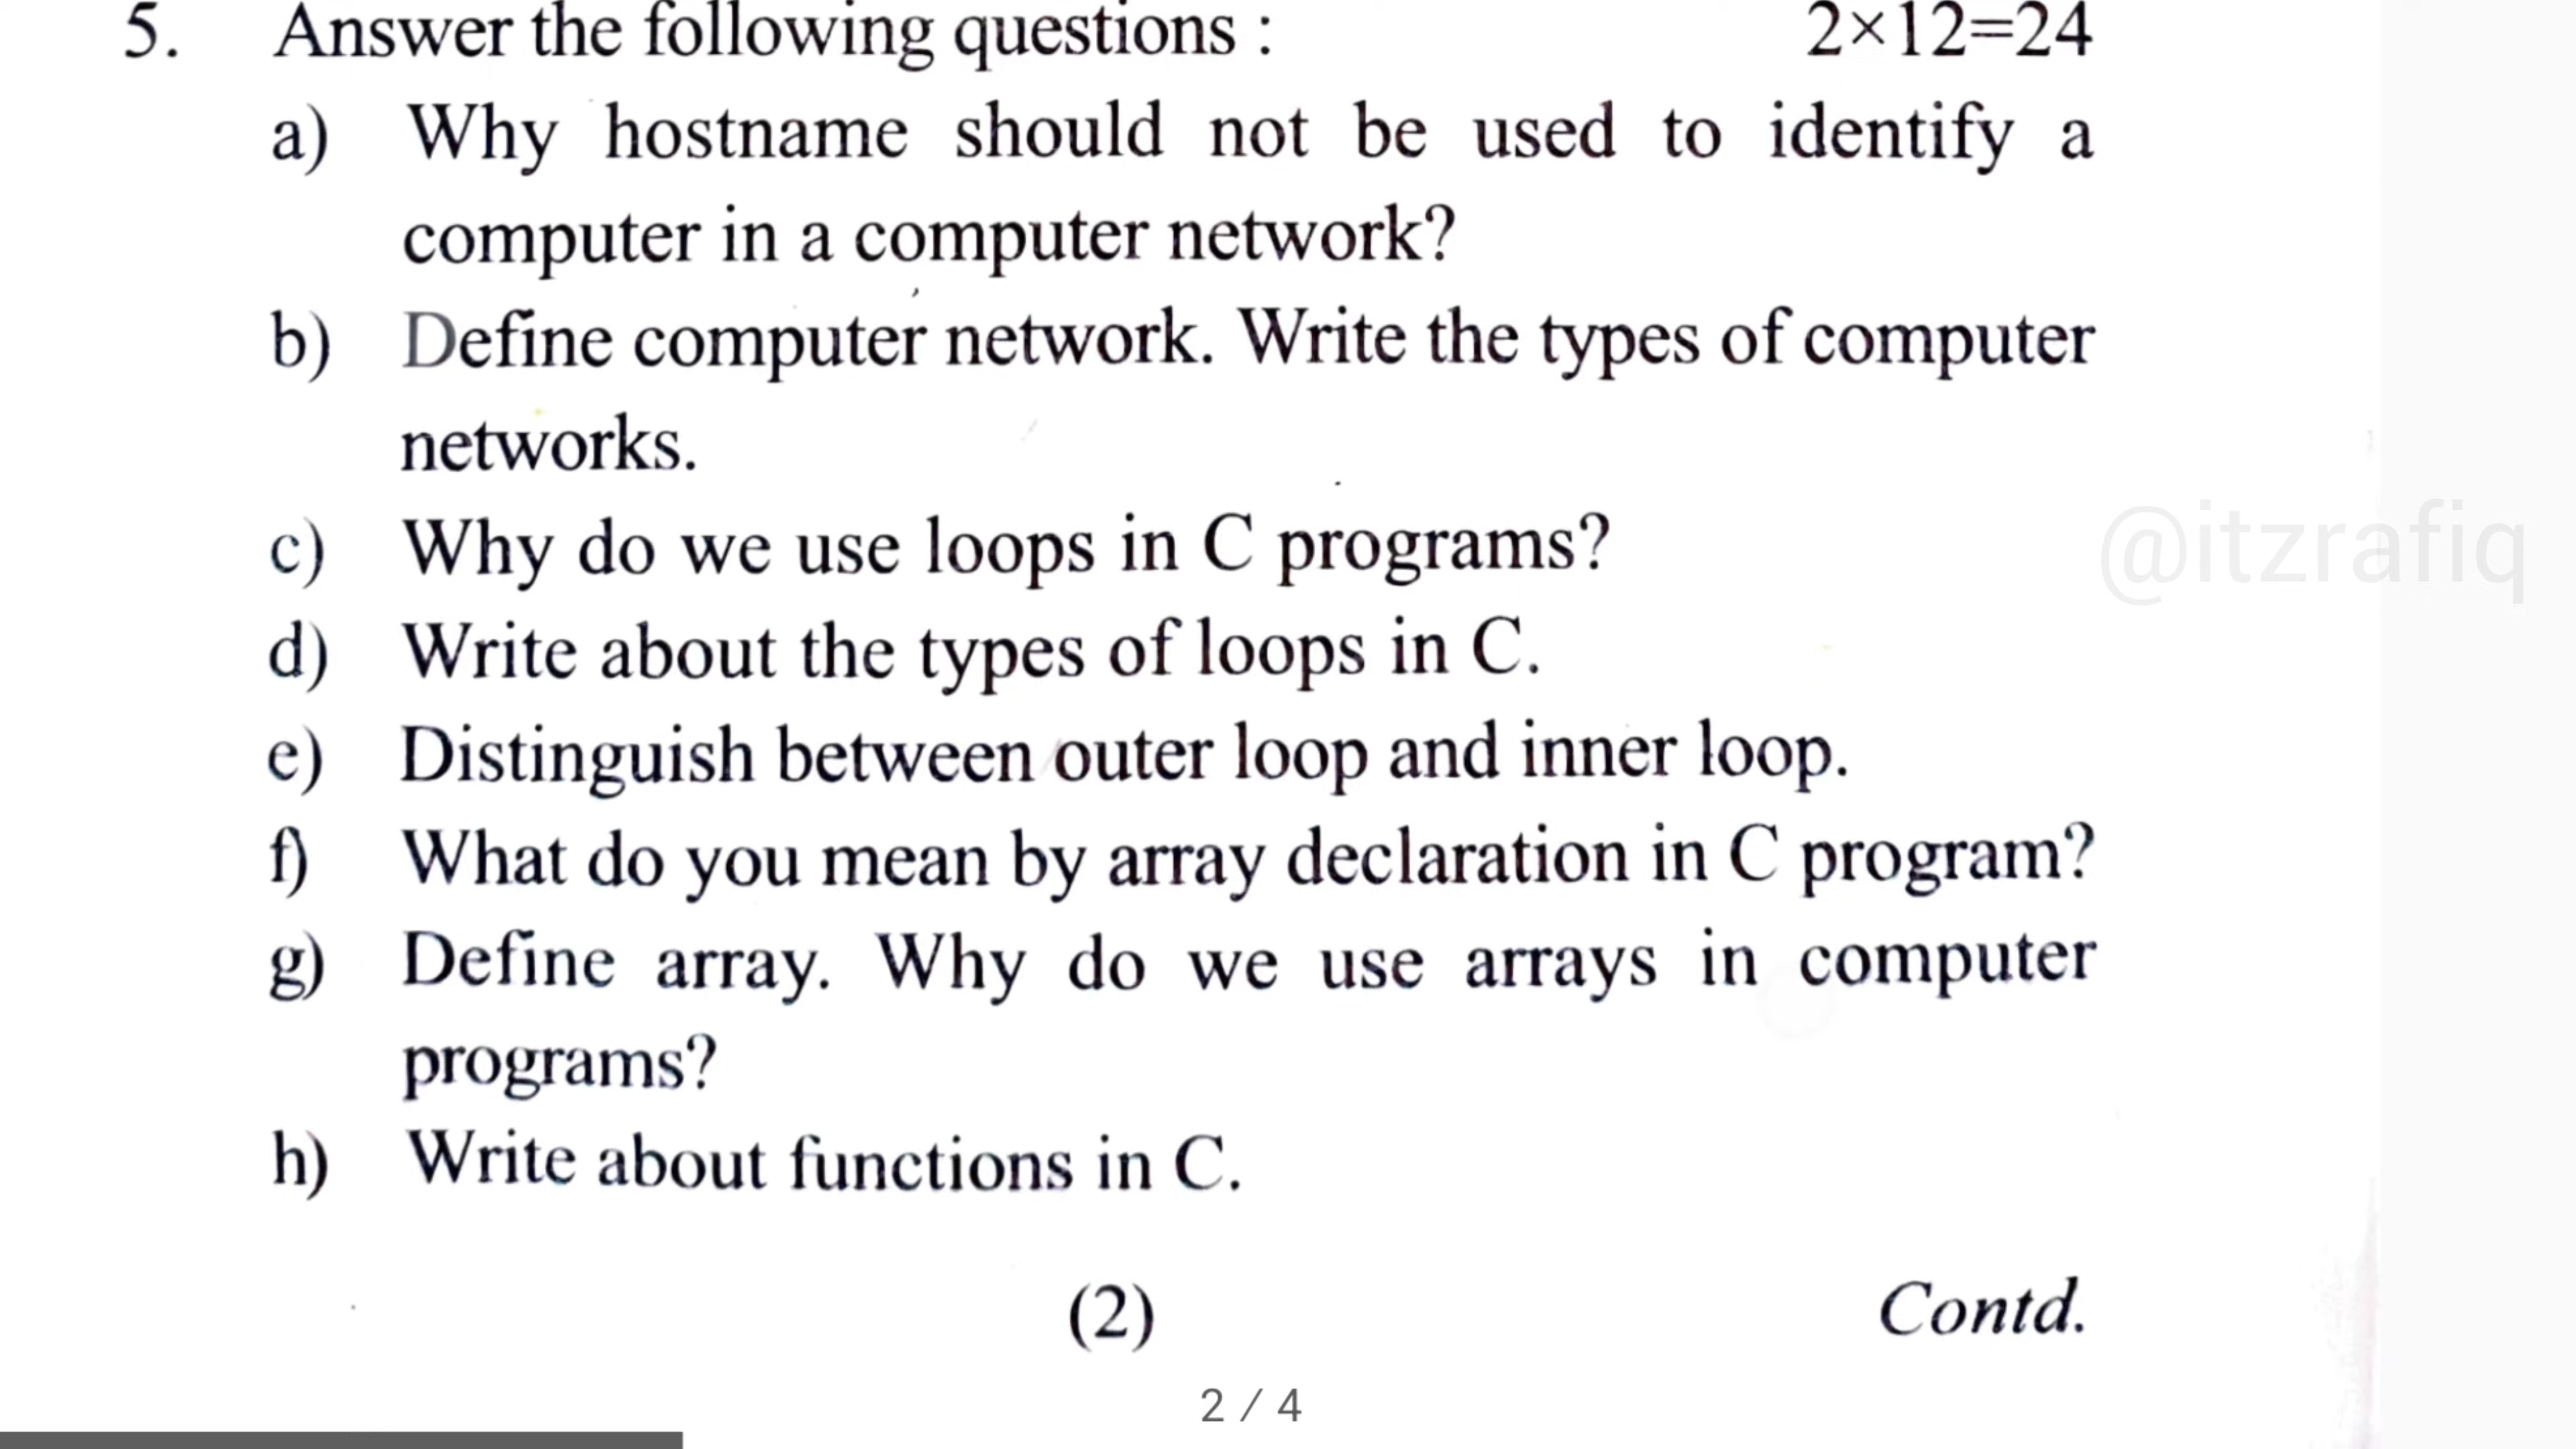 5. Answer the following questions : 2×12=24
a) Why hostname should not be used to identify a
computer in a computer network?
b) Define computer network. Write the types of computer
networks.
c) Why do we use loops in C programs?
@itzrafiq
d) Write about the types of loops in C.
e) Distinguish between outer loop and inner loop.
f) What do you mean by array declaration in C program?
g) Define array. Why do we use arrays in computer
programs?
h) Write about functions in C.
(2) Contd.
2 / 4